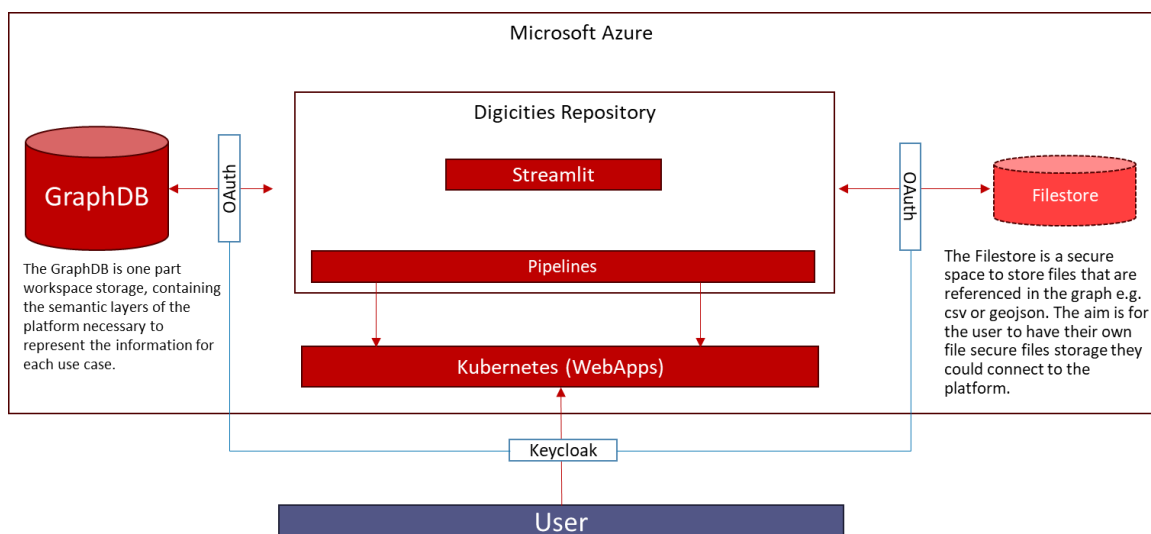 Microsoft Azure
Digicities Repository
Streamlit
GraphDB
OAuth
OAuth
Filestore
Pipelines
The GraphDB is one part
workspace storage, containing
the semantic layers of the
platform necessary to
represent the information for
each use case.
The Filestore is a secure
space to store files that are
referenced in the graph e.g.
csv or geojson. The aim is for
the user to have their own
file secure files storage they
could connect to the
platform.
Kubernetes (WebApps)
Keycloak
User